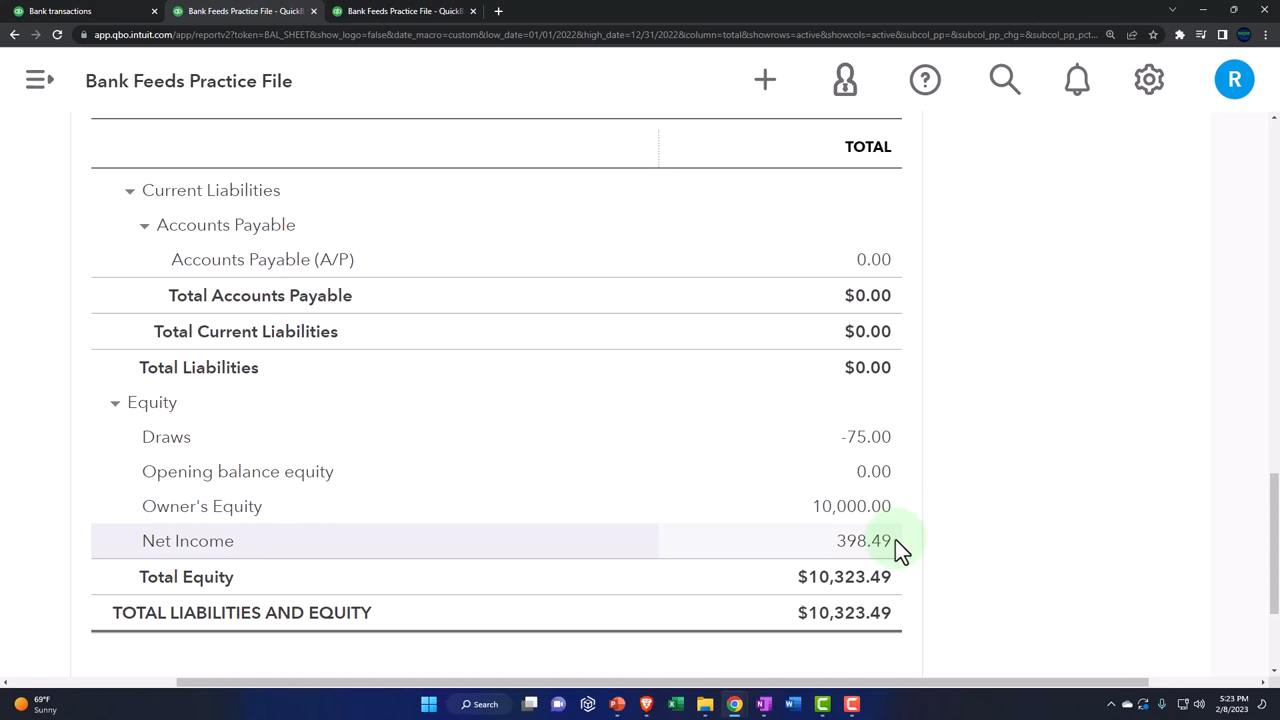 Bank transactions
Bank Feeds Practice File - QuickB
Bank Feeds Practice File - QuickB
app.qbo.intuit.com/app/reportv2?token=BAL_SHEET&show_logo=false&date_macro=custom&low_date=01/01/2022&high_date=12/31/2022&column=total&showrows=active&showcols=active&subcol_pp=&subcol_pp_chg=&subcol_pp_pct...
Bank Feeds Practice File
R
TOTAL
Current Liabilities
Accounts Payable
Accounts Payable (A/P) 0.00
Total Accounts Payable $0.00
Total Current Liabilities $0.00
Total Liabilities $0.00
Equity
Draws -75.00
Opening balance equity 0.00
Owner's Equity 10,000.00
Net Income 398.49
Total Equity $10,323.49
TOTAL LIABILITIES AND EQUITY $10,323.49
69°F
Sunny
Search
5:23 PM
2/8/2023